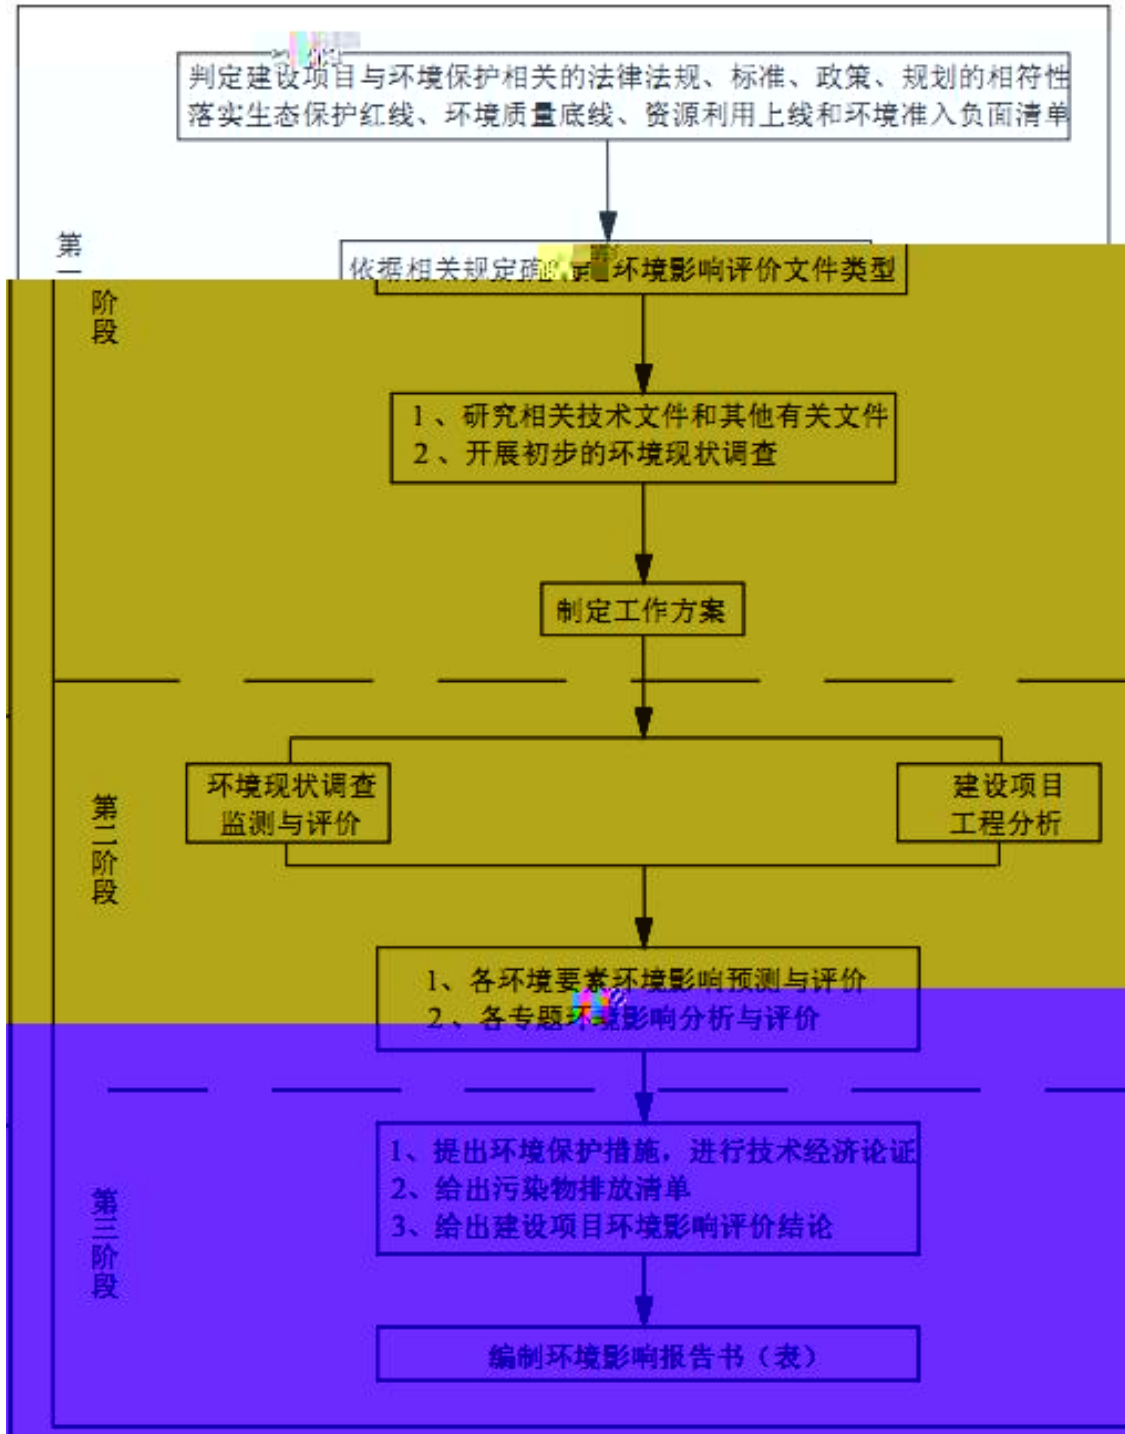 判定建设项目与环境保护相关的法律法规、标准、政策、规划的相符性
落实生态保护红线、环境质量底线、资源利用上线和环境准入负面清单
第一阶段
依据相关规定确定环境影响评价文件类型
1、研究相关技术文件和其他有关文件
2、开展初步的环境现状调查
制定工作方案
第二阶段
环境现状调查
监测与评价
建设项目
工程分析
1、各环境要素环境影响预测与评价
2、各专题环境影响分析与评价
第三阶段
1、提出环境保护措施，进行技术经济论证
2、给出污染物排放清单
3、给出建设项目环境影响评价结论
编制环境影响报告书（表）